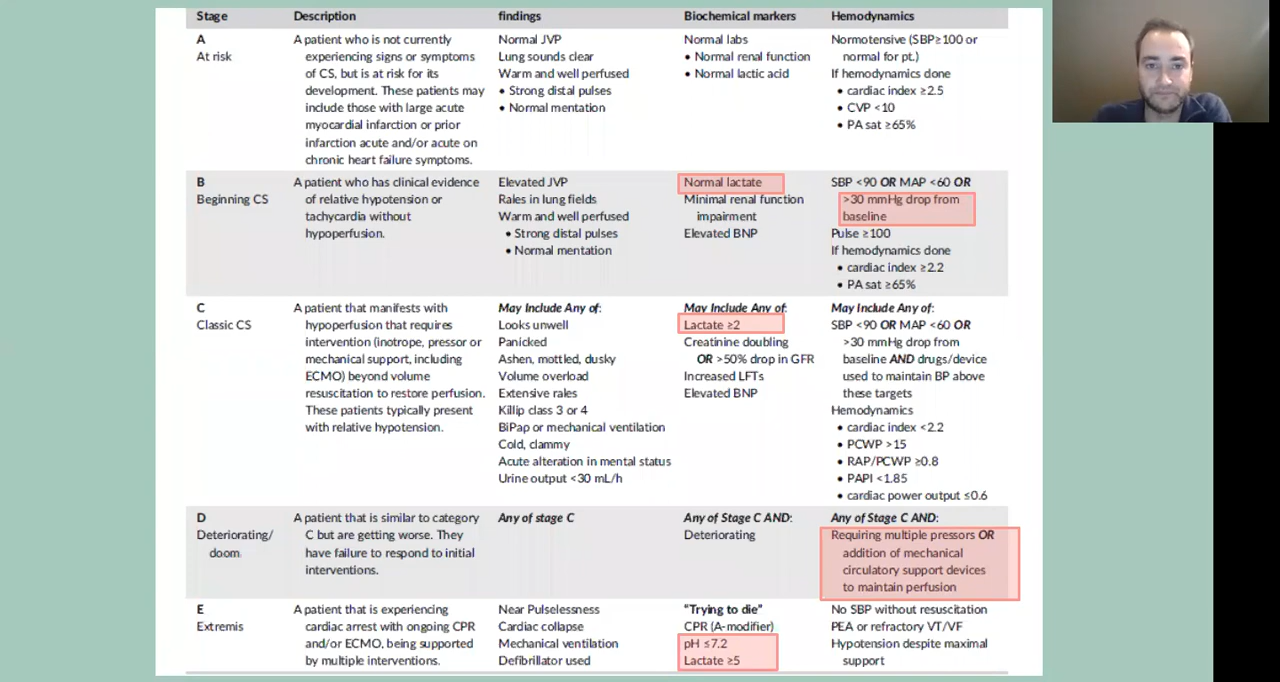 Stage Description findings Biochemical markers Hemodynamics
A
At risk
A patient who is not currently
experiencing signs or symptoms
of CS, but is at risk for its
development. These patients may
include those with large acute
myocardial infarction or prior
infarction acute and/or acute on
chronic heart failure symptoms.
Normal JVP
Lung sounds clear
Warm and well perfused
• Strong distal pulses
• Normal mentation
Normal labs
• Normal renal function
• Normal lactic acid
Normotensive (SBP≥100 or
normal for pt.)
If hemodynamics done
• cardiac index ≥2.5
• CVP <10
• PA sat ≥65%
B
Beginning CS
A patient who has clinical evidence
of relative hypotension or
tachycardia without
hypoperfusion.
Elevated JVP
Rales in lung fields
Warm and well perfused
• Strong distal pulses
• Normal mentation
Normal lactate
Minimal renal function
impairment
Elevated BNP
SBP <90 OR MAP <60 OR
>30 mmHg drop from
baseline
Pulse ≥100
If hemodynamics done
• cardiac index ≥2.2
• PA sat ≥65%
C
Classic CS
A patient that manifests with
hypoperfusion that requires
intervention (inotrope, pressor or
mechanical support, including
ECMO) beyond volume
resuscitation to restore perfusion.
These patients typically present
with relative hypotension.
May Include Any of:
Looks unwell
Panicked
Ashen, mottled, dusky
Volume overload
Extensive rales
Killip class 3 or 4
BiPap or mechanical ventilation
Cold, clammy
Acute alteration in mental status
Urine output <30 mL/h
May Include Any of:
Lactate ≥2
Creatinine doubling
OR >50% drop in GFR
Increased LFTs
Elevated BNP
May Include Any of:
SBP <90 OR MAP <60 OR
>30 mmHg drop from
baseline AND drugs/device
used to maintain BP above
these targets
Hemodynamics
• cardiac index <2.2
• PCWP >15
• RAP/PCWP ≥0.8
• PAPI <1.85
• cardiac power output ≤0.6
D
Deteriorating/
doom
A patient that is similar to category
C but are getting worse. They
have failure to respond to initial
interventions.
Any of stage C
Any of Stage C AND:
Deteriorating
Any of Stage C AND:
Requiring multiple pressors OR
addition of mechanical
circulatory support devices
to maintain perfusion
E
Extremis
A patient that is experiencing
cardiac arrest with ongoing CPR
and/or ECMO, being supported
by multiple interventions.
Near Pulselessness
Cardiac collapse
Mechanical ventilation
Defibrillator used
"Trying to die"
CPR (A-modifier)
pH ≤7.2
Lactate ≥5
No SBP without resuscitation
PEA or refractory VT/VF
Hypotension despite maximal
support